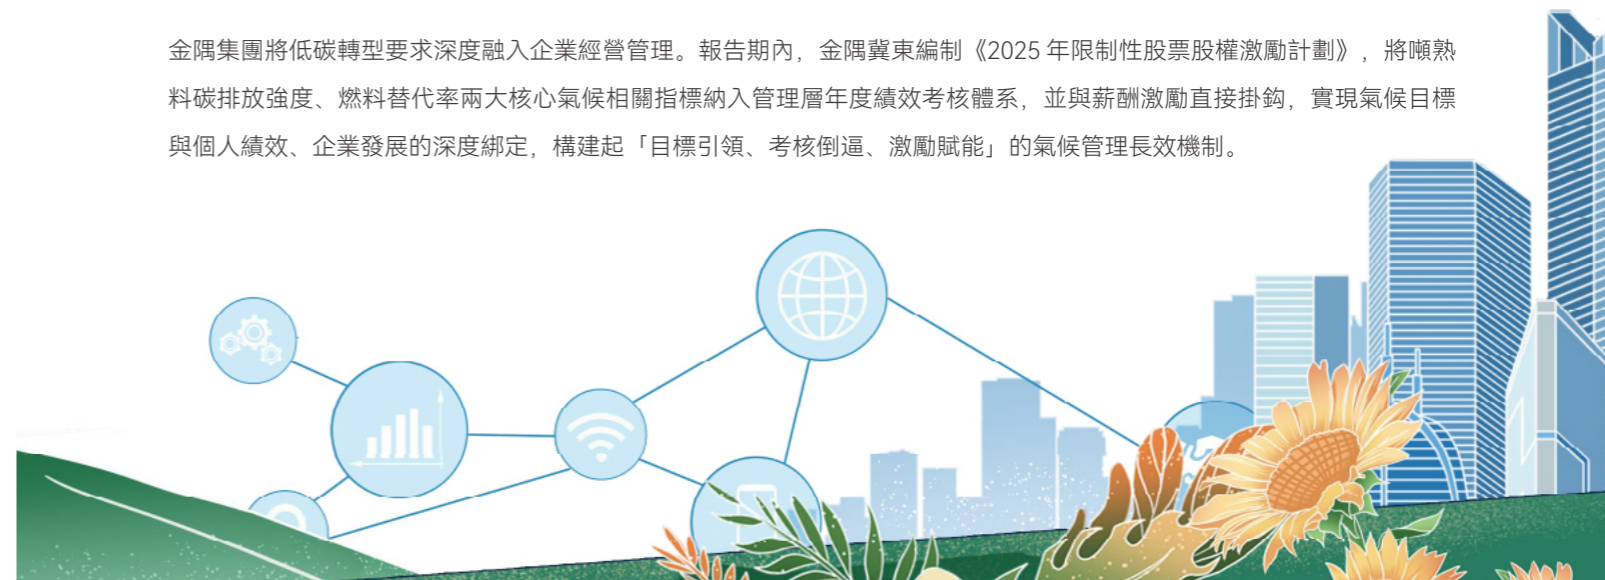 金隅集團將低碳轉型要求深度融入企業經營管理。報告期內，金隅冀東編制《2025 年限制性股票股權激勵計劃》，將噸熟
料碳排放強度、燃料替代率兩大核心氣候相關指標納入管理層年度績效考核體系，並與薪酬激勵直接掛鈎，實現氣候目標
與個人績效、企業發展的深度綁定，構建起「目標引領、考核倒逼、激勵賦能」的氣候管理長效機制。